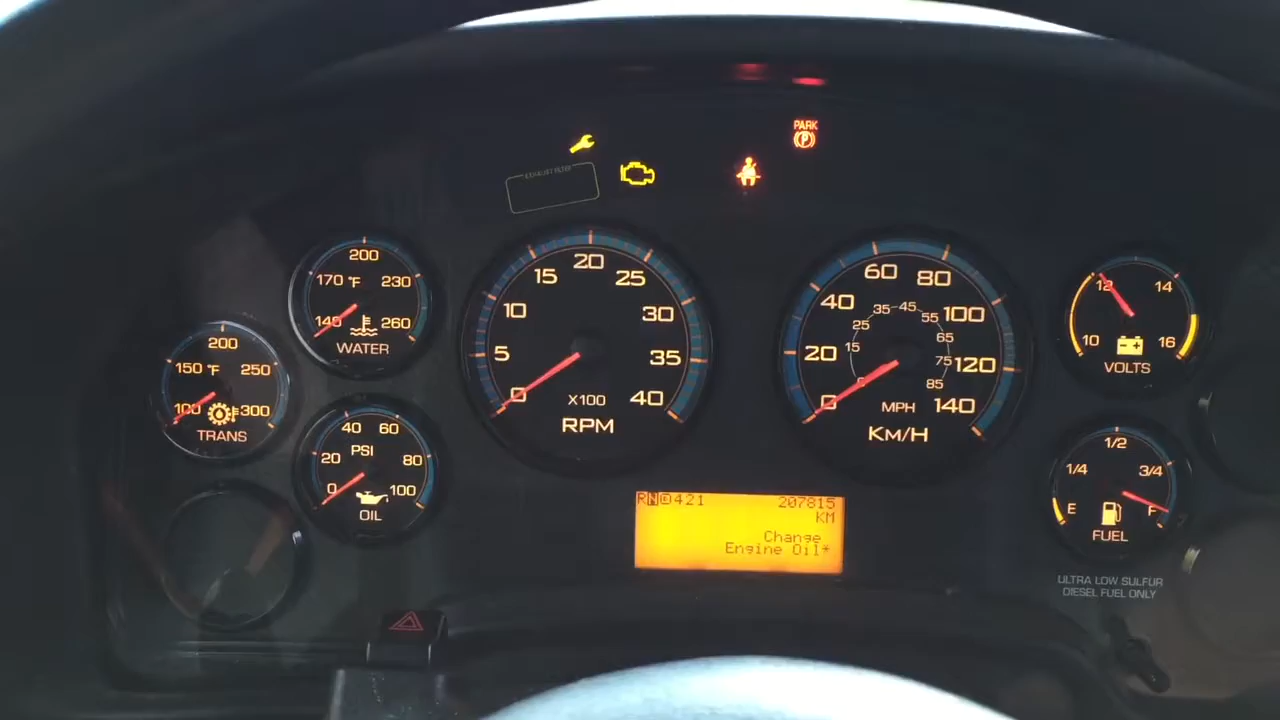 PARK
(P)
EXHAUST FILTER
200
170 °F 230
140 260
WATER
200
150 °F 250
100 300
TRANS
40 60
PSI
20 80
0 100
OIL
20
15 25
10 30
5 35
0 40
X100
RPM
60 80
40 100
20 120
0 140
35 45
25 55
15 65
75
85
MPH
KM/H
12 14
10 16
VOLTS
1/2
1/4 3/4
E F
FUEL
RN@421 207815
KM
Change
Engine Oil*
ULTRA LOW SULFUR
DIESEL FUEL ONLY